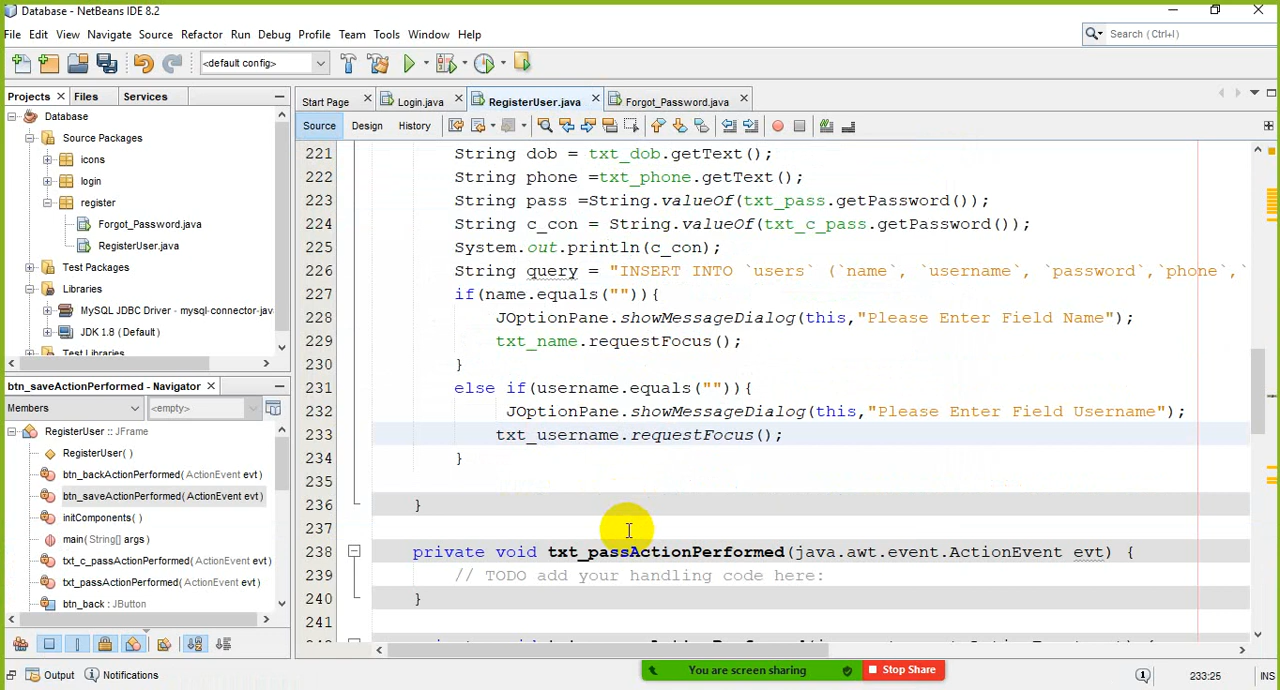 Database - NetBeans IDE 8.2
File Edit View Navigate Source Refactor Run Debug Profile Team Tools Window Help
Search (Ctrl+I)
<default config>
Projects Files Services
Start Page Login.java RegisterUser.java Forgot_Password.java
Source Design History
Database
Source Packages
icons
login
register
Forgot_Password.java
RegisterUser.java
Test Packages
Libraries
MySQL JDBC Driver - mysql-connector-jav
JDK 1.8 (Default)
Test Libraries
btn_saveActionPerformed - Navigator
Members <empty>
RegisterUser :: JFrame
RegisterUser()
btn_backActionPerformed(ActionEvent evt)
btn_saveActionPerformed(ActionEvent evt)
initComponents()
main(String[] args)
txt_c_passActionPerformed(ActionEvent evt)
txt_passActionPerformed(ActionEvent evt)
btn_back : JButton
221 String dob = txt_dob.getText();
222 String phone =txt_phone.getText();
223 String pass =String.valueOf(txt_pass.getPassword());
224 String c_con = String.valueOf(txt_c_pass.getPassword());
225 System.out.println(c_con);
226 String query = "INSERT INTO `users` (`name`, `username`, `password`,`phone`,`
227 if(name.equals("")){
228 JOptionPane.showMessageDialog(this,"Please Enter Field Name");
229 txt_name.requestFocus();
230 }
231 else if(username.equals("")){
232 JOptionPane.showMessageDialog(this,"Please Enter Field Username");
233 txt_username.requestFocus();
234 }
235
236 }
237
238 private void txt_passActionPerformed(java.awt.event.ActionEvent evt) {
239 // TODO add your handling code here:
240 }
241
Output Notifications
You are screen sharing Stop Share
233:25 INS